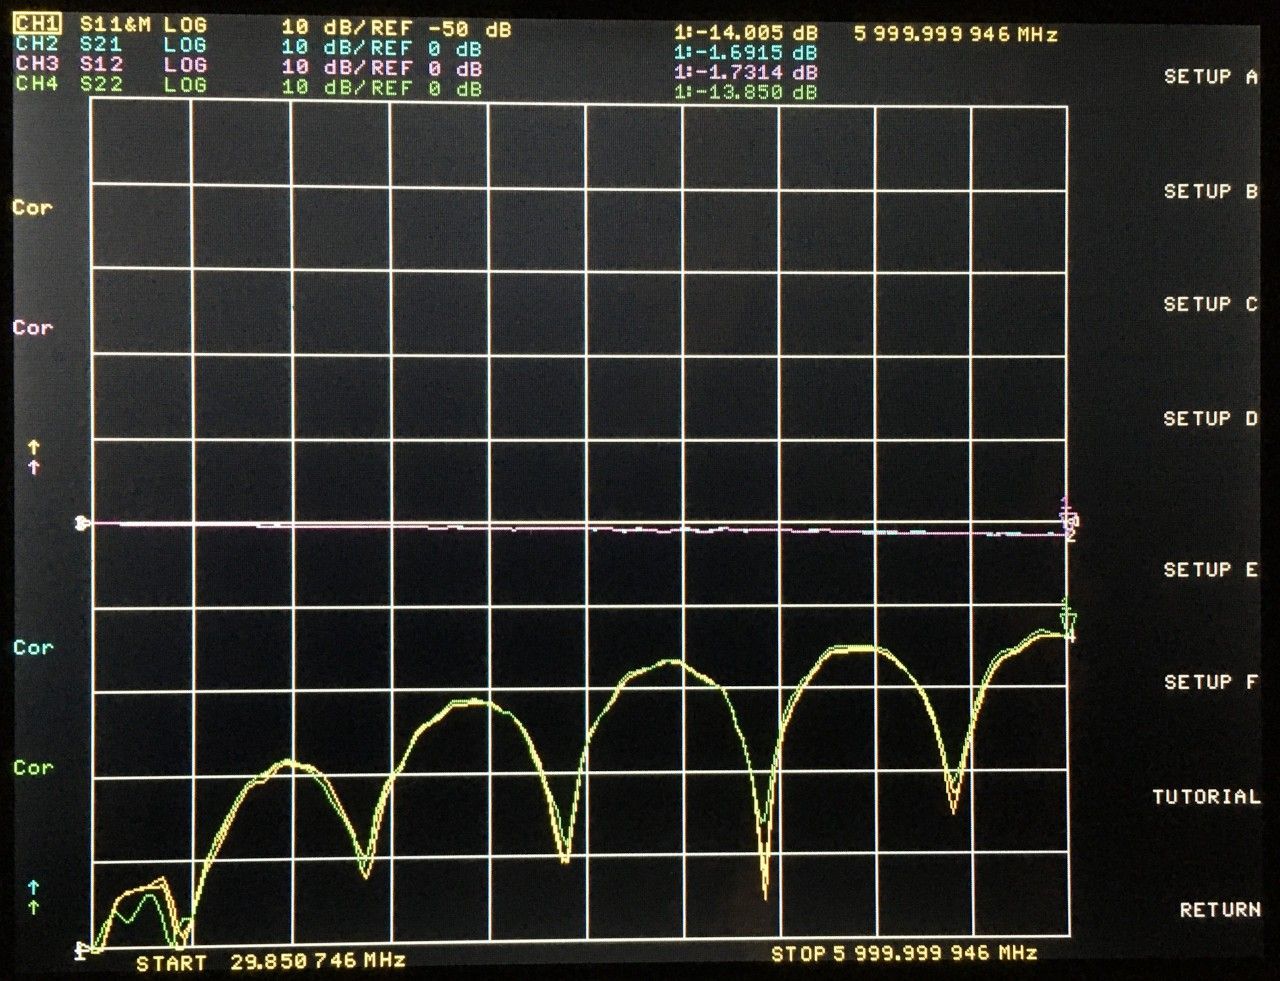 CH1 S11&M LOG 10 dB/REF -50 dB 1:-14.005 dB 5 999.999 946 MHz
CH2 S21 LOG 10 dB/REF 0 dB 1:-1.6915 dB
CH3 S12 LOG 10 dB/REF 0 dB 1:-1.7314 dB
CH4 S22 LOG 10 dB/REF 0 dB 1:-13.850 dB
SETUP A
SETUP B
Cor
SETUP C
Cor
SETUP D
SETUP E
Cor
SETUP F
Cor
TUTORIAL
RETURN
START 29.850 746 MHz STOP 5 999.999 946 MHz